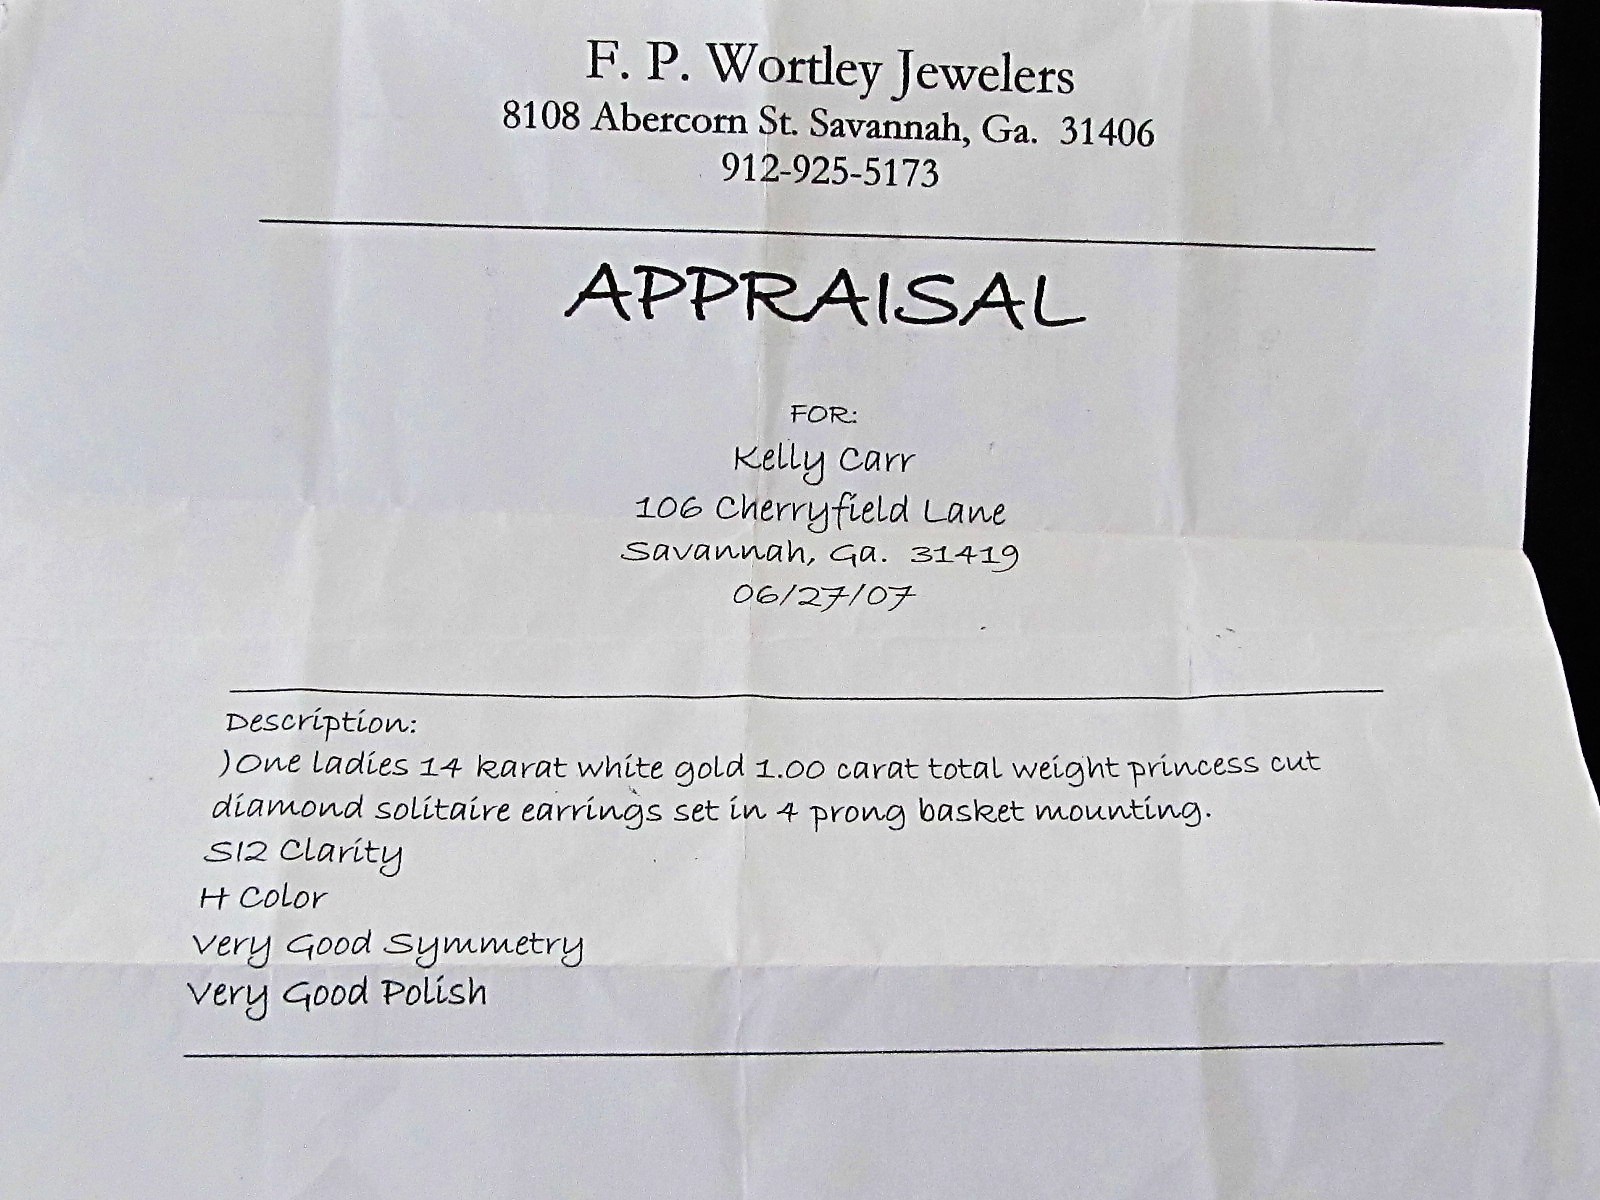 F. P. Wortley Jewelers
8108 Abercorn St. Savannah, Ga. 31406
912-925-5173
APPRAISAL
FOR:
Kelly Carr
106 Cherryfield Lane
Savannah, Ga. 31419
06/27/07
Description:
)One ladies 14 karat white gold 1.00 carat total weight princess cut
diamond solitaire earrings set in 4 prong basket mounting.
SI2 Clarity
H Color
Very Good Symmetry
Very Good Polish